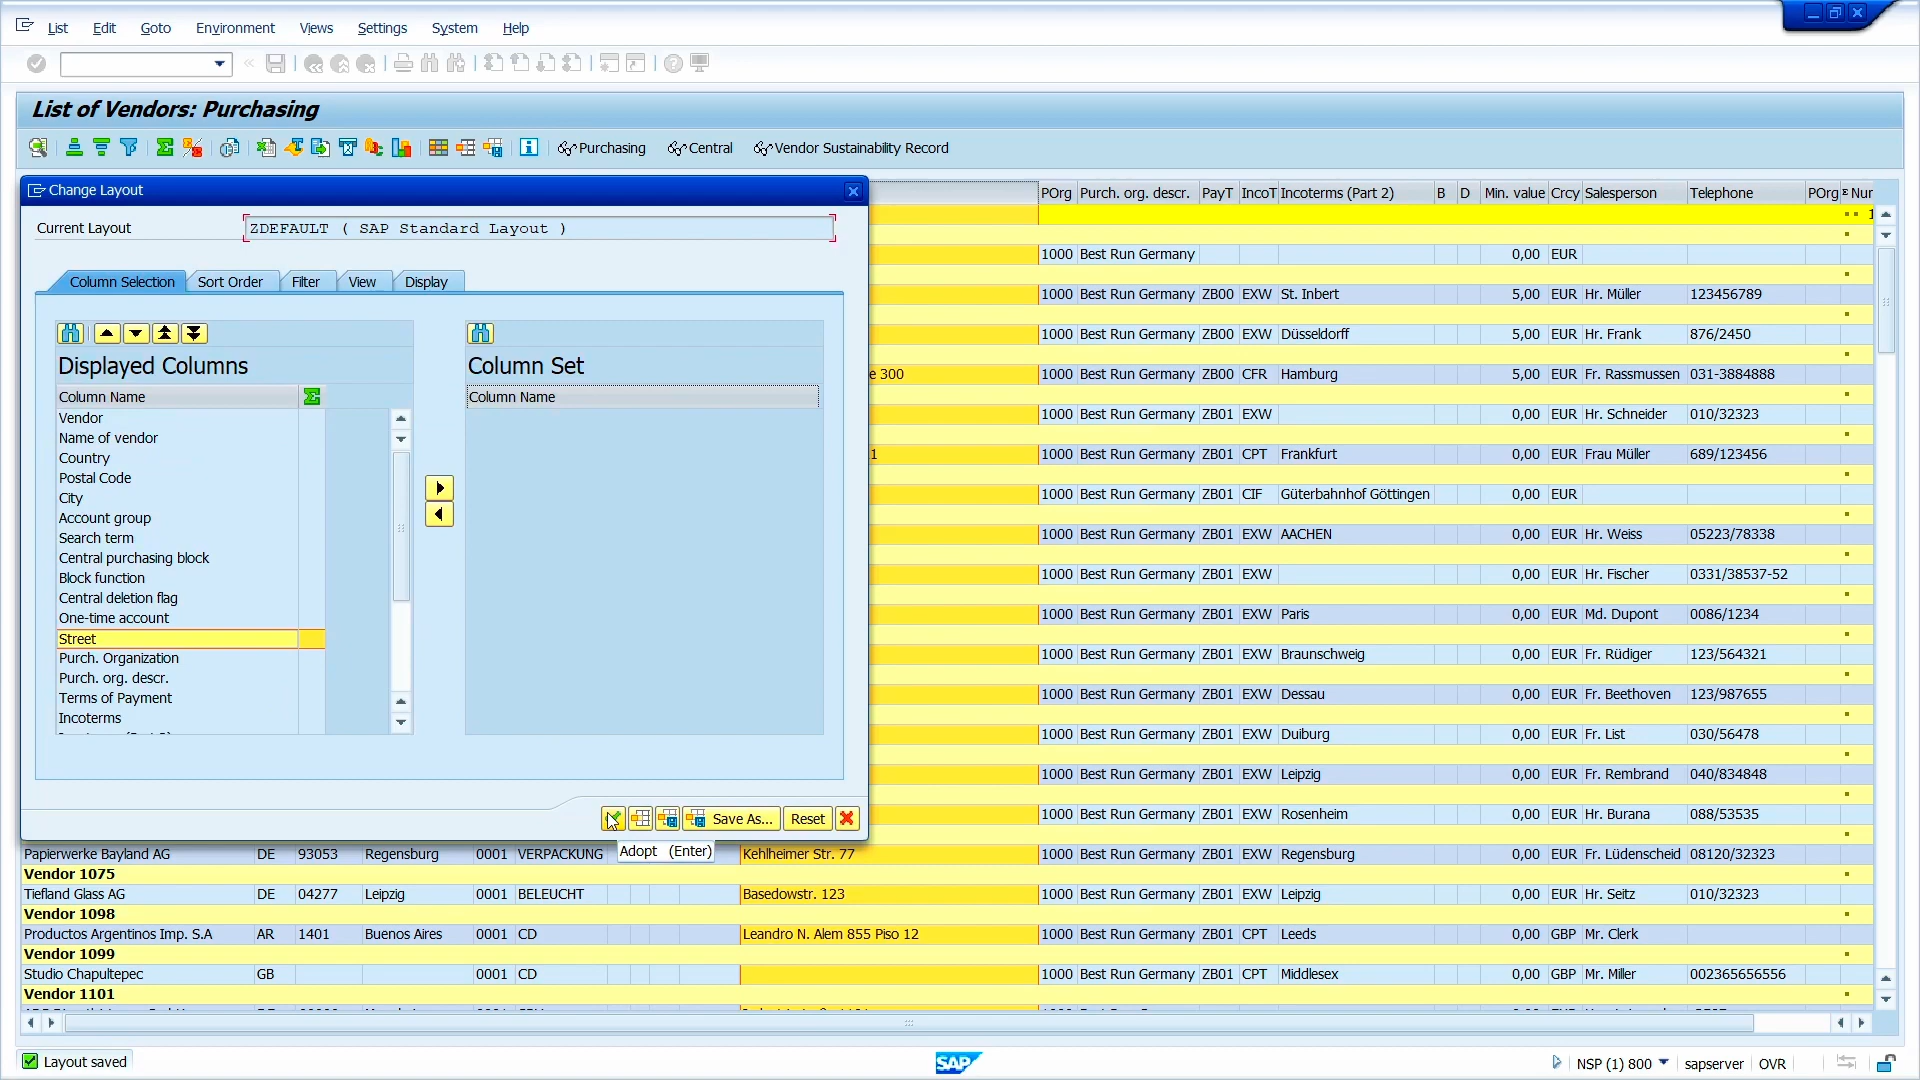 List Edit Goto Environment Views Settings System Help
List of Vendors: Purchasing
Purchasing Central Vendor Sustainability Record
Change Layout
Current Layout ZDEFAULT ( SAP Standard Layout )
Column Selection Sort Order Filter View Display
Displayed Columns
Column Name
Vendor
Name of vendor
Country
Postal Code
City
Account group
Search term
Central purchasing block
Block function
Central deletion flag
One-time account
Street
Purch. Organization
Purch. org. descr.
Terms of Payment
Incoterms
Column Set
Column Name
Save As... Reset
Adopt (Enter)
POrg Purch. org. descr. PayT IncoT Incoterms (Part 2) B D Min. value Crcy Salesperson Telephone POrg Σ Nur
1
1000 Best Run Germany 0,00 EUR
1000 Best Run Germany ZB00 EXW St. Inbert 5,00 EUR Hr. Müller 123456789
1000 Best Run Germany ZB00 EXW Düsseldorff 5,00 EUR Hr. Frank 876/2450
e 300 1000 Best Run Germany ZB00 CFR Hamburg 5,00 EUR Fr. Rassmussen 031-3884888
1000 Best Run Germany ZB01 EXW 0,00 EUR Hr. Schneider 010/32323
1 1000 Best Run Germany ZB01 CPT Frankfurt 0,00 EUR Frau Müller 689/123456
1000 Best Run Germany ZB01 CIF Güterbahnhof Göttingen 0,00 EUR
1000 Best Run Germany ZB01 EXW AACHEN 0,00 EUR Hr. Weiss 05223/78338
1000 Best Run Germany ZB01 EXW 0,00 EUR Hr. Fischer 0331/38537-52
1000 Best Run Germany ZB01 EXW Paris 0,00 EUR Md. Dupont 0086/1234
1000 Best Run Germany ZB01 EXW Braunschweig 0,00 EUR Fr. Rüdiger 123/564321
1000 Best Run Germany ZB01 EXW Dessau 0,00 EUR Fr. Beethoven 123/987655
1000 Best Run Germany ZB01 EXW Duiburg 0,00 EUR Fr. List 030/56478
1000 Best Run Germany ZB01 EXW Leipzig 0,00 EUR Fr. Rembrand 040/834848
1000 Best Run Germany ZB01 EXW Rosenheim 0,00 EUR Hr. Burana 088/53535
Papierwerke Bayland AG DE 93053 Regensburg 0001 VERPACKUNG Kehlheimer Str. 77 1000 Best Run Germany ZB01 EXW Regensburg 0,00 EUR Fr. Lüdenscheid 08120/32323
Vendor 1075
Tiefland Glass AG DE 04277 Leipzig 0001 BELEUCHT Basedowstr. 123 1000 Best Run Germany ZB01 EXW Leipzig 0,00 EUR Hr. Seitz 010/32323
Vendor 1098
Productos Argentinos Imp. S.A AR 1401 Buenos Aires 0001 CD Leandro N. Alem 855 Piso 12 1000 Best Run Germany ZB01 CPT Leeds 0,00 GBP Mr. Clerk
Vendor 1099
Studio Chapultepec GB 0001 CD 1000 Best Run Germany ZB01 CPT Middlesex 0,00 GBP Mr. Miller 002365656556
Vendor 1101
Layout saved SAP NSP (1) 800 sapserver OVR